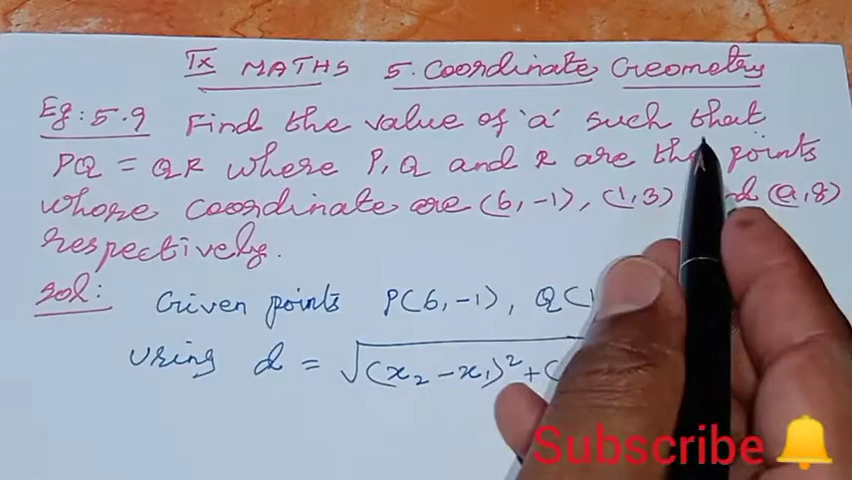 IX MATHS 5. Coordinate Geometry
Eg: 5.9 Find the value of 'a' such that
PQ = QR where P, Q and R are the points
whose coordinate are (6, -1), (1, 3) (a, 8)
respectively.
Sol: Given points P(6, -1), Q(1
using d = √(x₂ - x₁)² + (
Subscribe